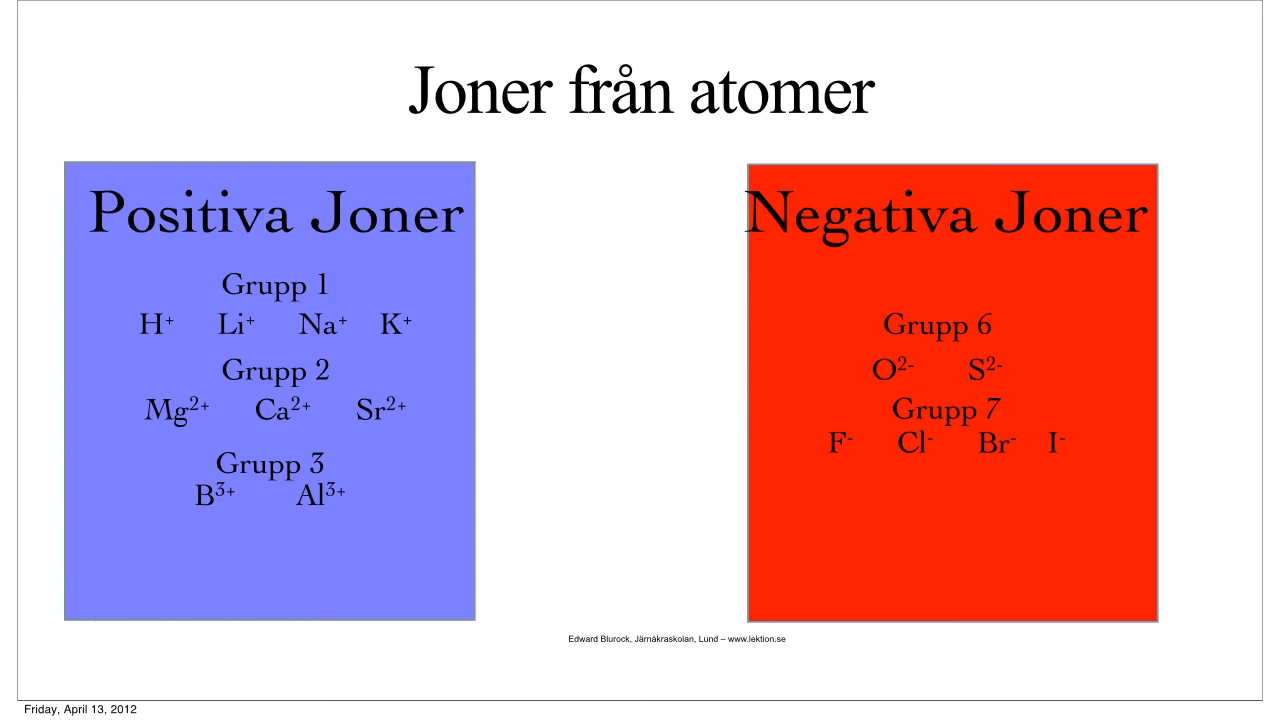 Joner från atomer
Positiva Joner
Grupp 1
H⁺ Li⁺ Na⁺ K⁺
Grupp 2
Mg²⁺ Ca²⁺ Sr²⁺
Grupp 3
B³⁺ Al³⁺
Negativa Joner
Grupp 6
O²⁻ S²⁻
Grupp 7
F⁻ Cl⁻ Br⁻ I⁻
Edward Blurock, Järnåkraskolan, Lund – www.lektion.se
Friday, April 13, 2012